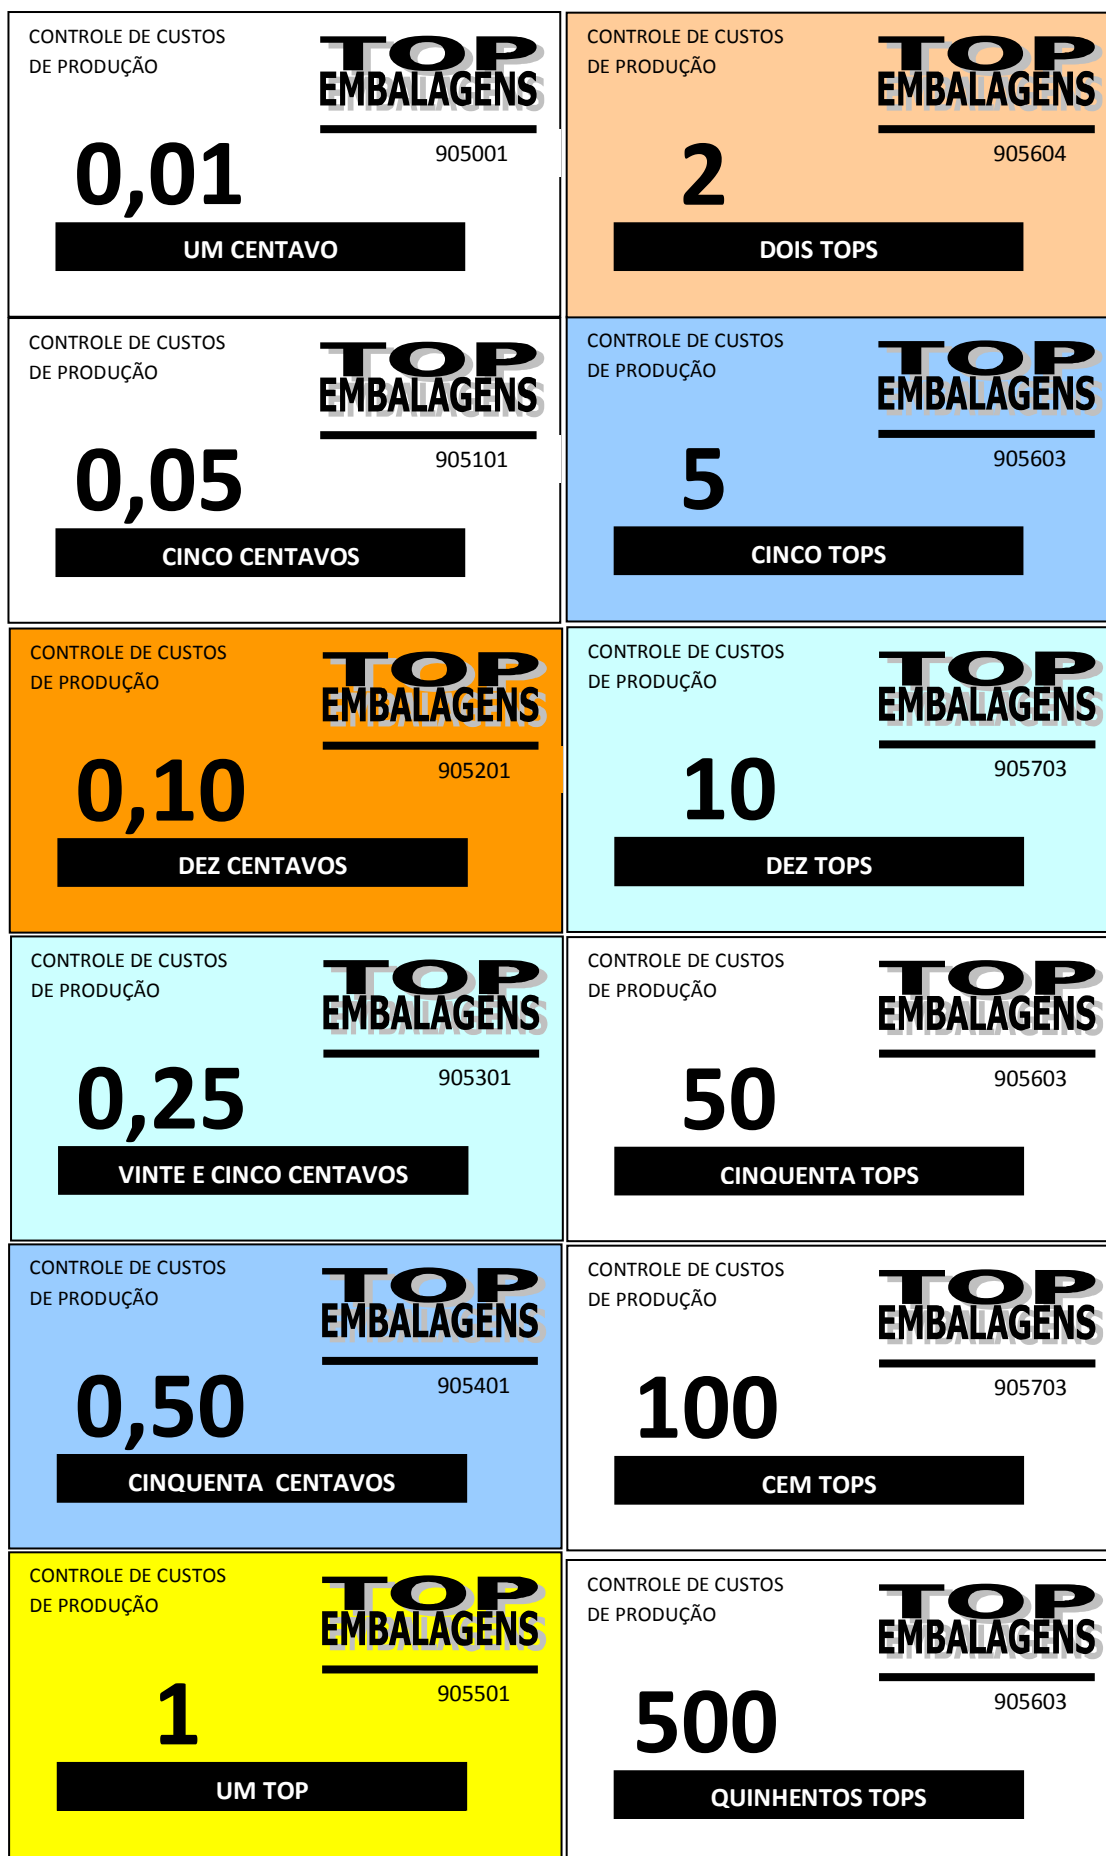 CONTROLE DE CUSTOS
DE PRODUÇÃO
TOP
EMBALAGENS
905001
0,01
UM CENTAVO
CONTROLE DE CUSTOS
DE PRODUÇÃO
TOP
EMBALAGENS
905604
2
DOIS TOPS
CONTROLE DE CUSTOS
DE PRODUÇÃO
TOP
EMBALAGENS
905101
0,05
CINCO CENTAVOS
CONTROLE DE CUSTOS
DE PRODUÇÃO
TOP
EMBALAGENS
905603
5
CINCO TOPS
CONTROLE DE CUSTOS
DE PRODUÇÃO
TOP
EMBALAGENS
905201
0,10
DEZ CENTAVOS
CONTROLE DE CUSTOS
DE PRODUÇÃO
TOP
EMBALAGENS
905703
10
DEZ TOPS
CONTROLE DE CUSTOS
DE PRODUÇÃO
TOP
EMBALAGENS
905301
0,25
VINTE E CINCO CENTAVOS
CONTROLE DE CUSTOS
DE PRODUÇÃO
TOP
EMBALAGENS
905603
50
CINQUENTA TOPS
CONTROLE DE CUSTOS
DE PRODUÇÃO
TOP
EMBALAGENS
905401
0,50
CINQUENTA  CENTAVOS
CONTROLE DE CUSTOS
DE PRODUÇÃO
TOP
EMBALAGENS
905703
100
CEM TOPS
CONTROLE DE CUSTOS
DE PRODUÇÃO
TOP
EMBALAGENS
905501
1
UM TOP
CONTROLE DE CUSTOS
DE PRODUÇÃO
TOP
EMBALAGENS
905603
500
QUINHENTOS TOPS